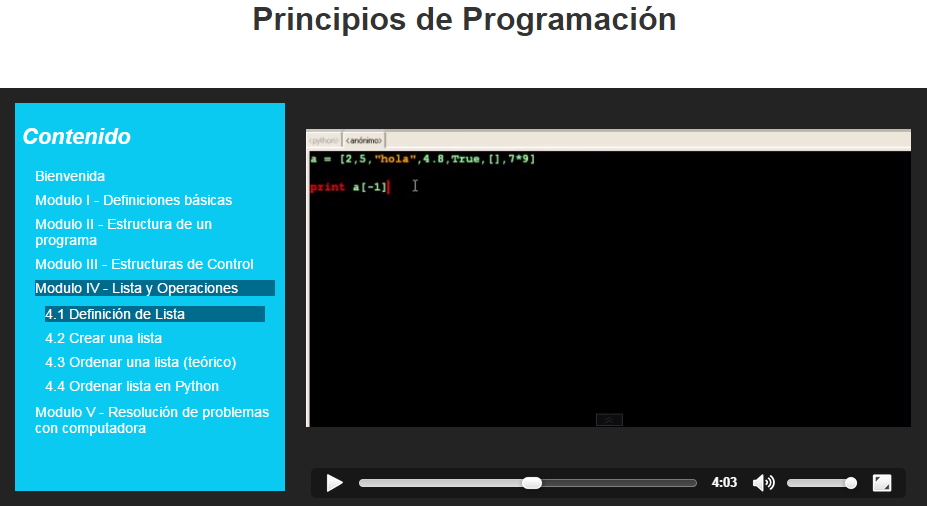 Principios de Programación
Contenido
Bienvenida
Modulo I - Definiciones básicas
Modulo II - Estructura de un
programa
Modulo III - Estructuras de Control
Modulo IV - Lista y Operaciones
4.1 Definición de Lista
4.2 Crear una lista
4.3 Ordenar una lista (teórico)
4.4 Ordenar lista en Python
Modulo V - Resolución de problemas
con computadora
<python> <anónimo>
a = [2,5,"hola",4.8,True,[],7*9]
print a[-1]
4:03